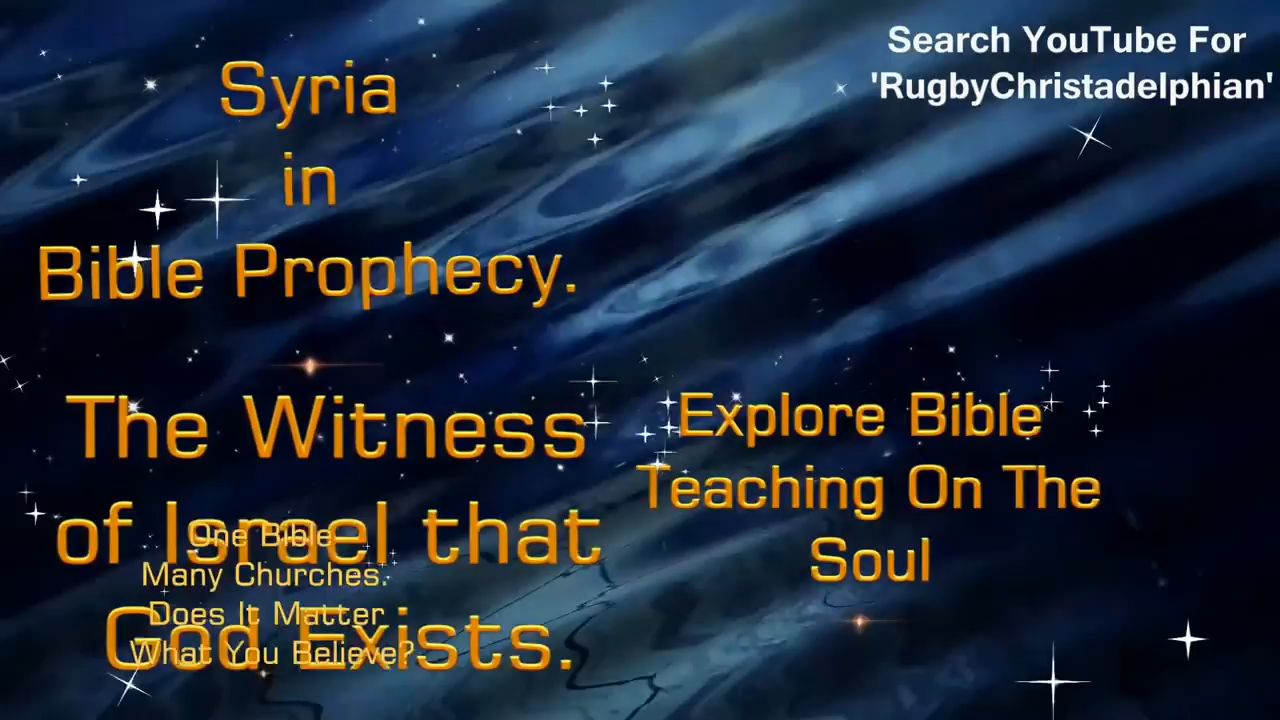 Search YouTube For
'RugbyChristadelphian'
Syria
in
Bible Prophecy.
The Witness
of Israel that
God Exists.
One Bible
Many Churches.
Does It Matter
What You Believe?
Explore Bible
Teaching On The
Soul